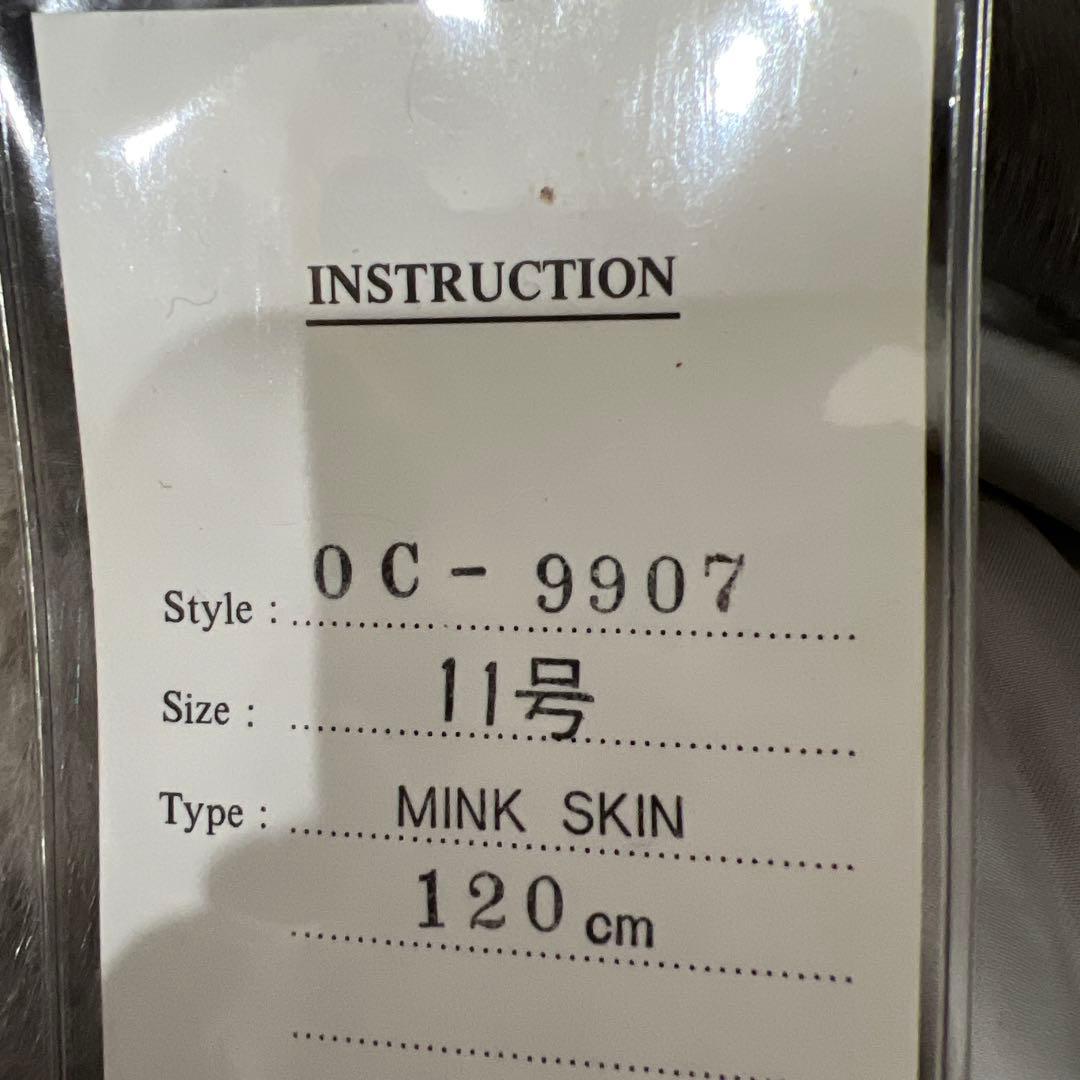 INSTRUCTION
Style : OC - 9907
Size : 11号
Type : MINK SKIN
120 cm